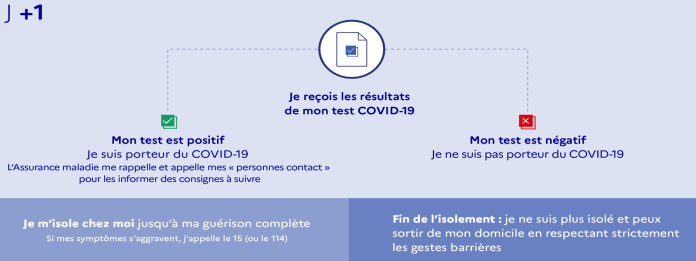 J +1
Je reçois les résultats
de mon test COVID-19
Mon test est positif
Je suis porteur du COVID-19
L'Assurance maladie me rappelle et appelle mes « personnes contact »
pour les informer des consignes à suivre
Mon test est négatif
Je ne suis pas porteur du COVID-19
Je m'isole chez moi jusqu'à ma guérison complète
Si mes symptômes s'aggravent, j'appelle le 15 (ou le 114)
Fin de l'isolement : je ne suis plus isolé et peux
sortir de mon domicile en respectant strictement
les gestes barrières